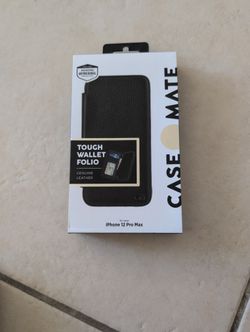 TOUGH
WALLET
FOLIO
GENUINE
LEATHER
CASE MATE
iPhone 12 Pro Max